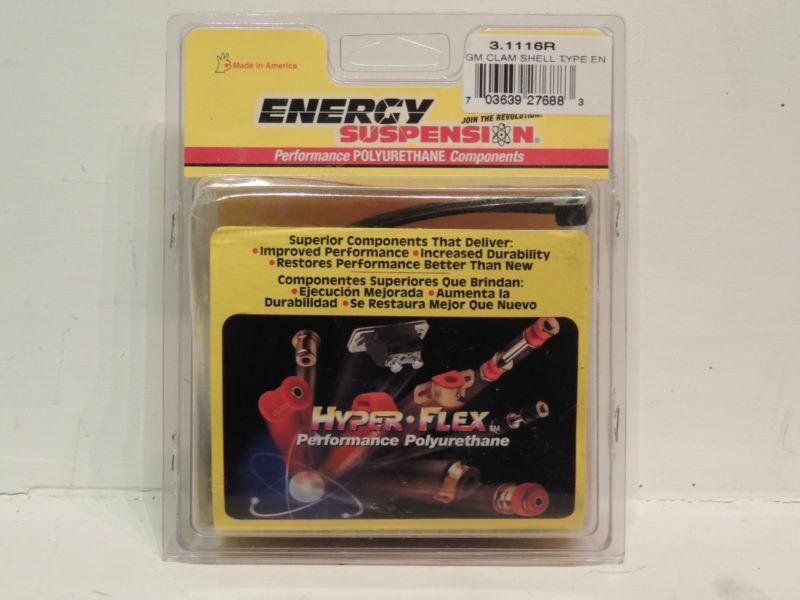 3.1116R
GM CLAM SHELL TYPE EN
7 03639 27688 3
Made in America
ENERGY
JOIN THE REVOLUTION!
SUSPENSION®
Performance POLYURETHANE Components
Superior Components That Deliver:
•Improved Performance •Increased Durability
•Restores Performance Better Than New
Componentes Superiores Que Brindan:
•Ejecución Mejorada •Aumenta la
Durabilidad •Se Restaura Mejor Que Nuevo
HYPER•FLEX™
Performance Polyurethane